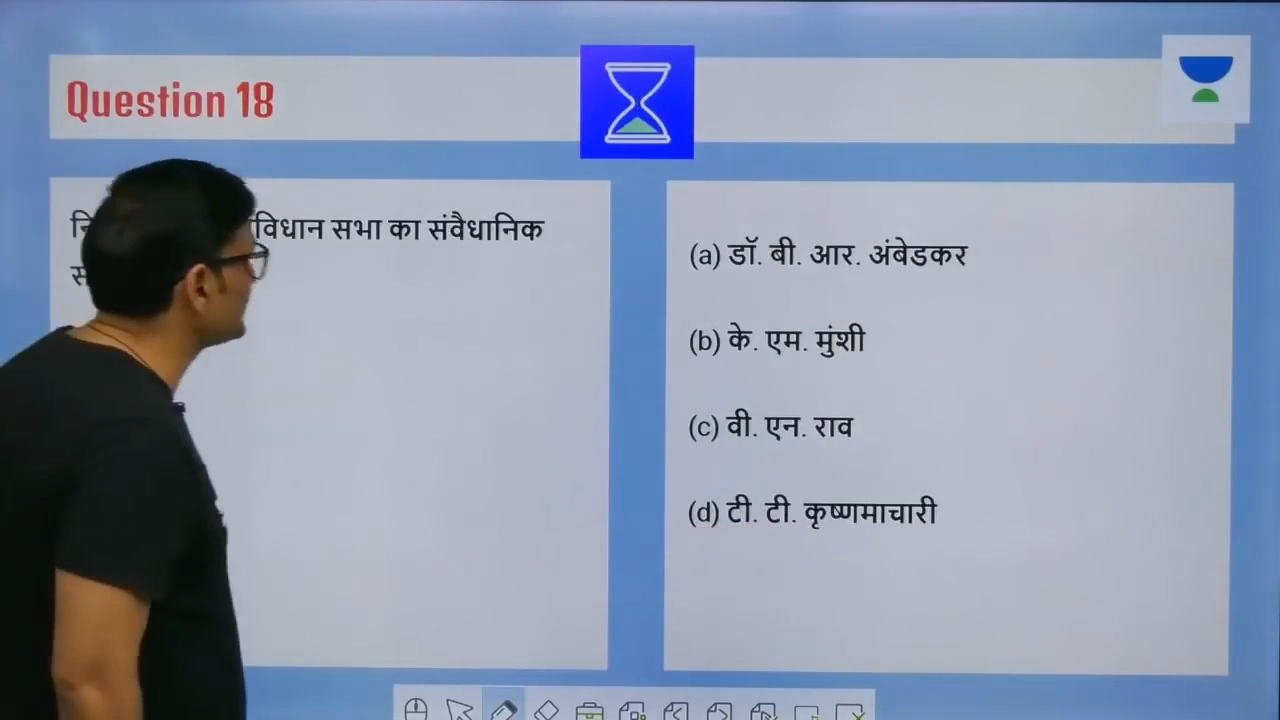 Question 18
विधान सभा का संवैधानिक
(a) डॉ. बी. आर. अंबेडकर
(b) के. एम. मुंशी
(c) वी. एन. राव
(d) टी. टी. कृष्णमाचारी